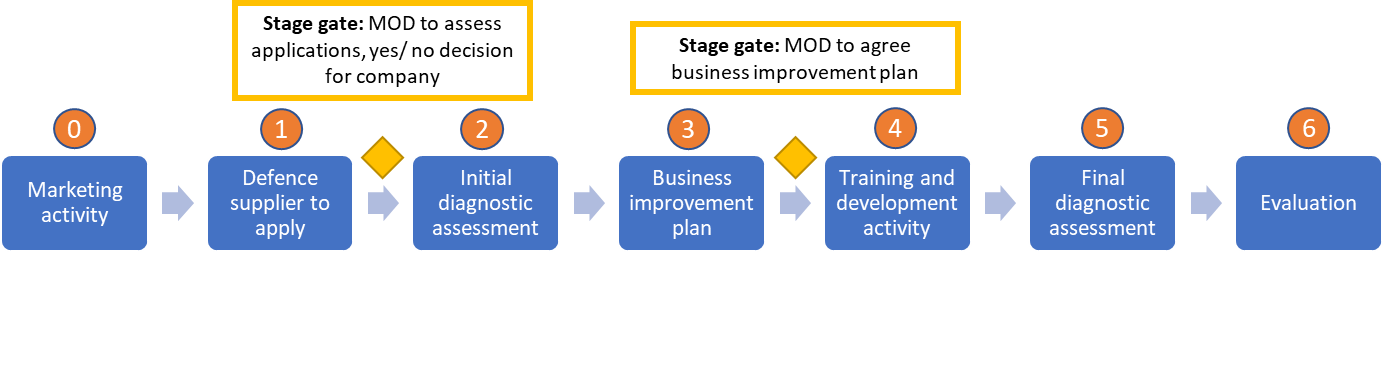 Stage gate: MOD to assess
applications, yes/ no decision
for company
Stage gate: MOD to agree
business improvement plan
0
1
2
3
4
5
6
Marketing
activity
Defence
supplier to
apply
Initial
diagnostic
assessment
Business
improvement
plan
Training and
development
activity
Final
diagnostic
assessment
Evaluation